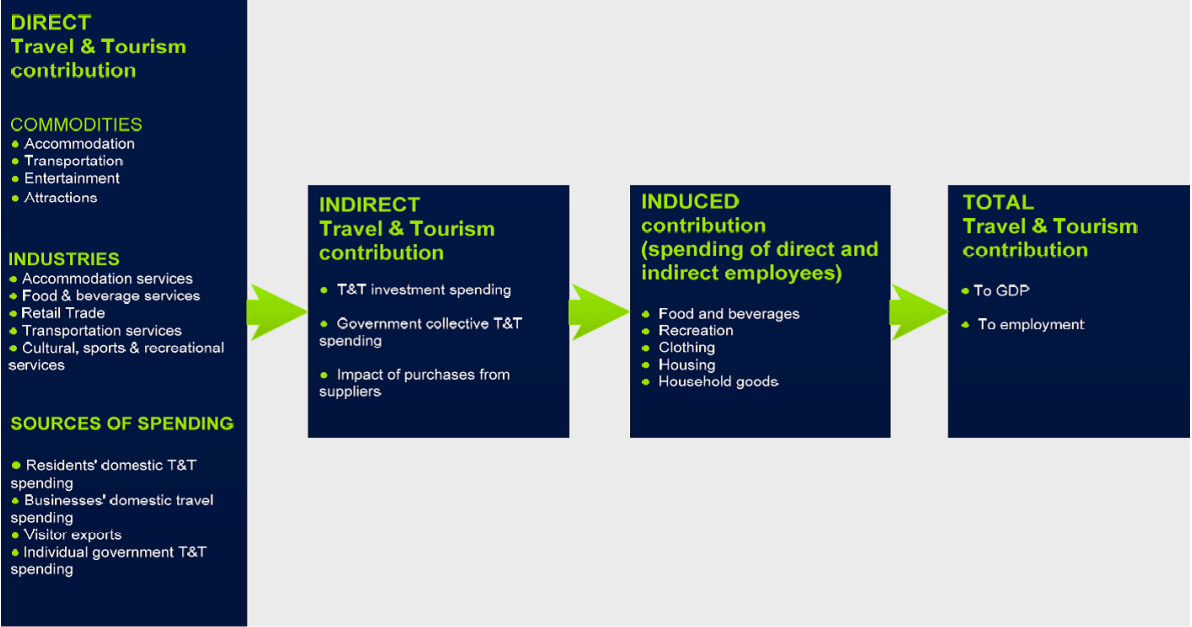 DIRECT
Travel & Tourism
contribution
COMMODITIES
● Accommodation
● Transportation
● Entertainment
● Attractions
INDUSTRIES
● Accommodation services
● Food & beverage services
● Retail Trade
● Transportation services
● Cultural, sports & recreational
services
SOURCES OF SPENDING
● Residents' domestic T&T
spending
● Businesses' domestic travel
spending
● Visitor exports
● Individual government T&T
spending
INDIRECT
Travel & Tourism
contribution
● T&T investment spending
● Government collective T&T
spending
● Impact of purchases from
suppliers
INDUCED
contribution
(spending of direct and
indirect employees)
● Food and beverages
● Recreation
● Clothing
● Housing
● Household goods
TOTAL
Travel & Tourism
contribution
● To GDP
● To employment